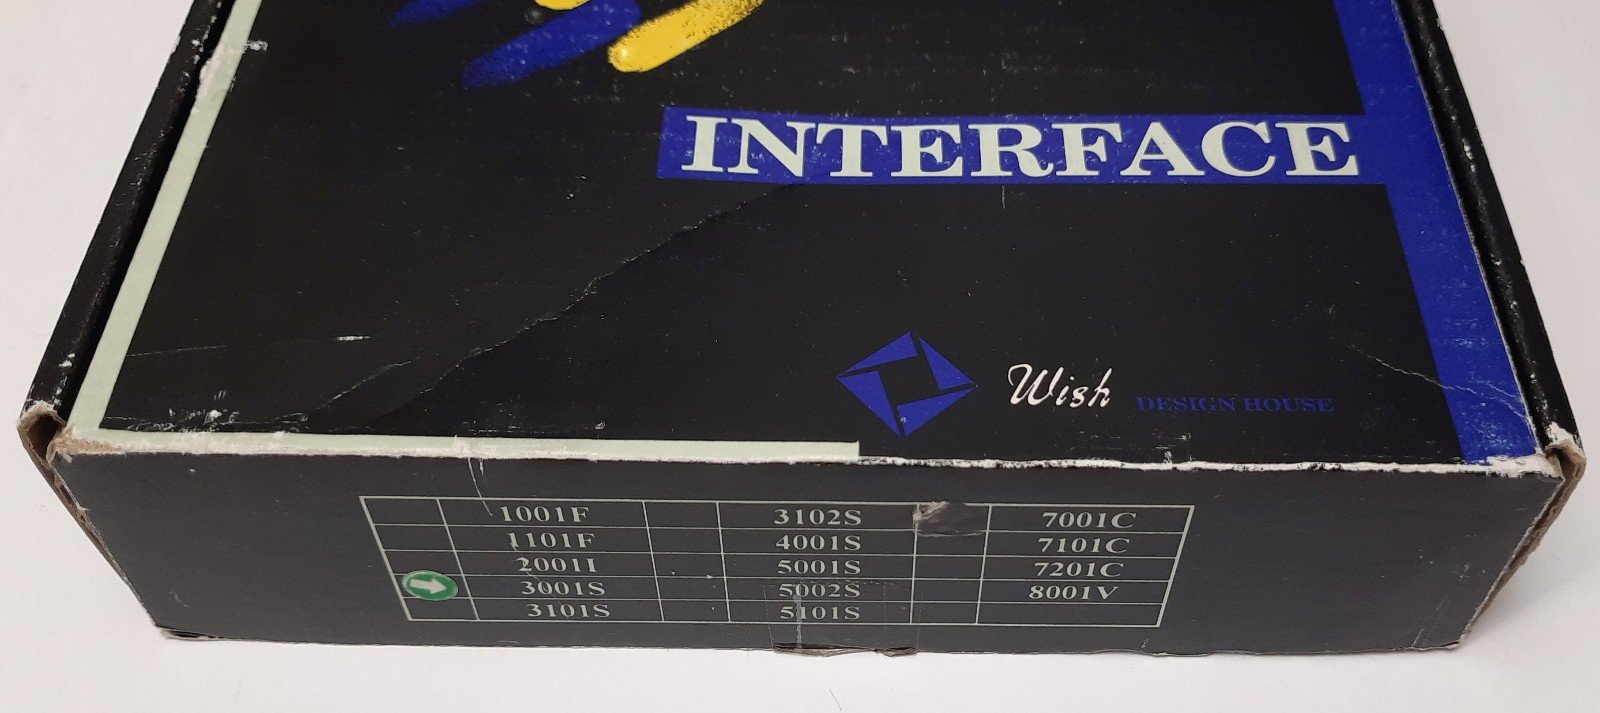 INTERFACE
Wish DESIGN HOUSE
1001F 3102S 7001C
1101F 4001S 7101C
2001I 5001S 7201C
3001S 5002S 8001V
3101S 5101S